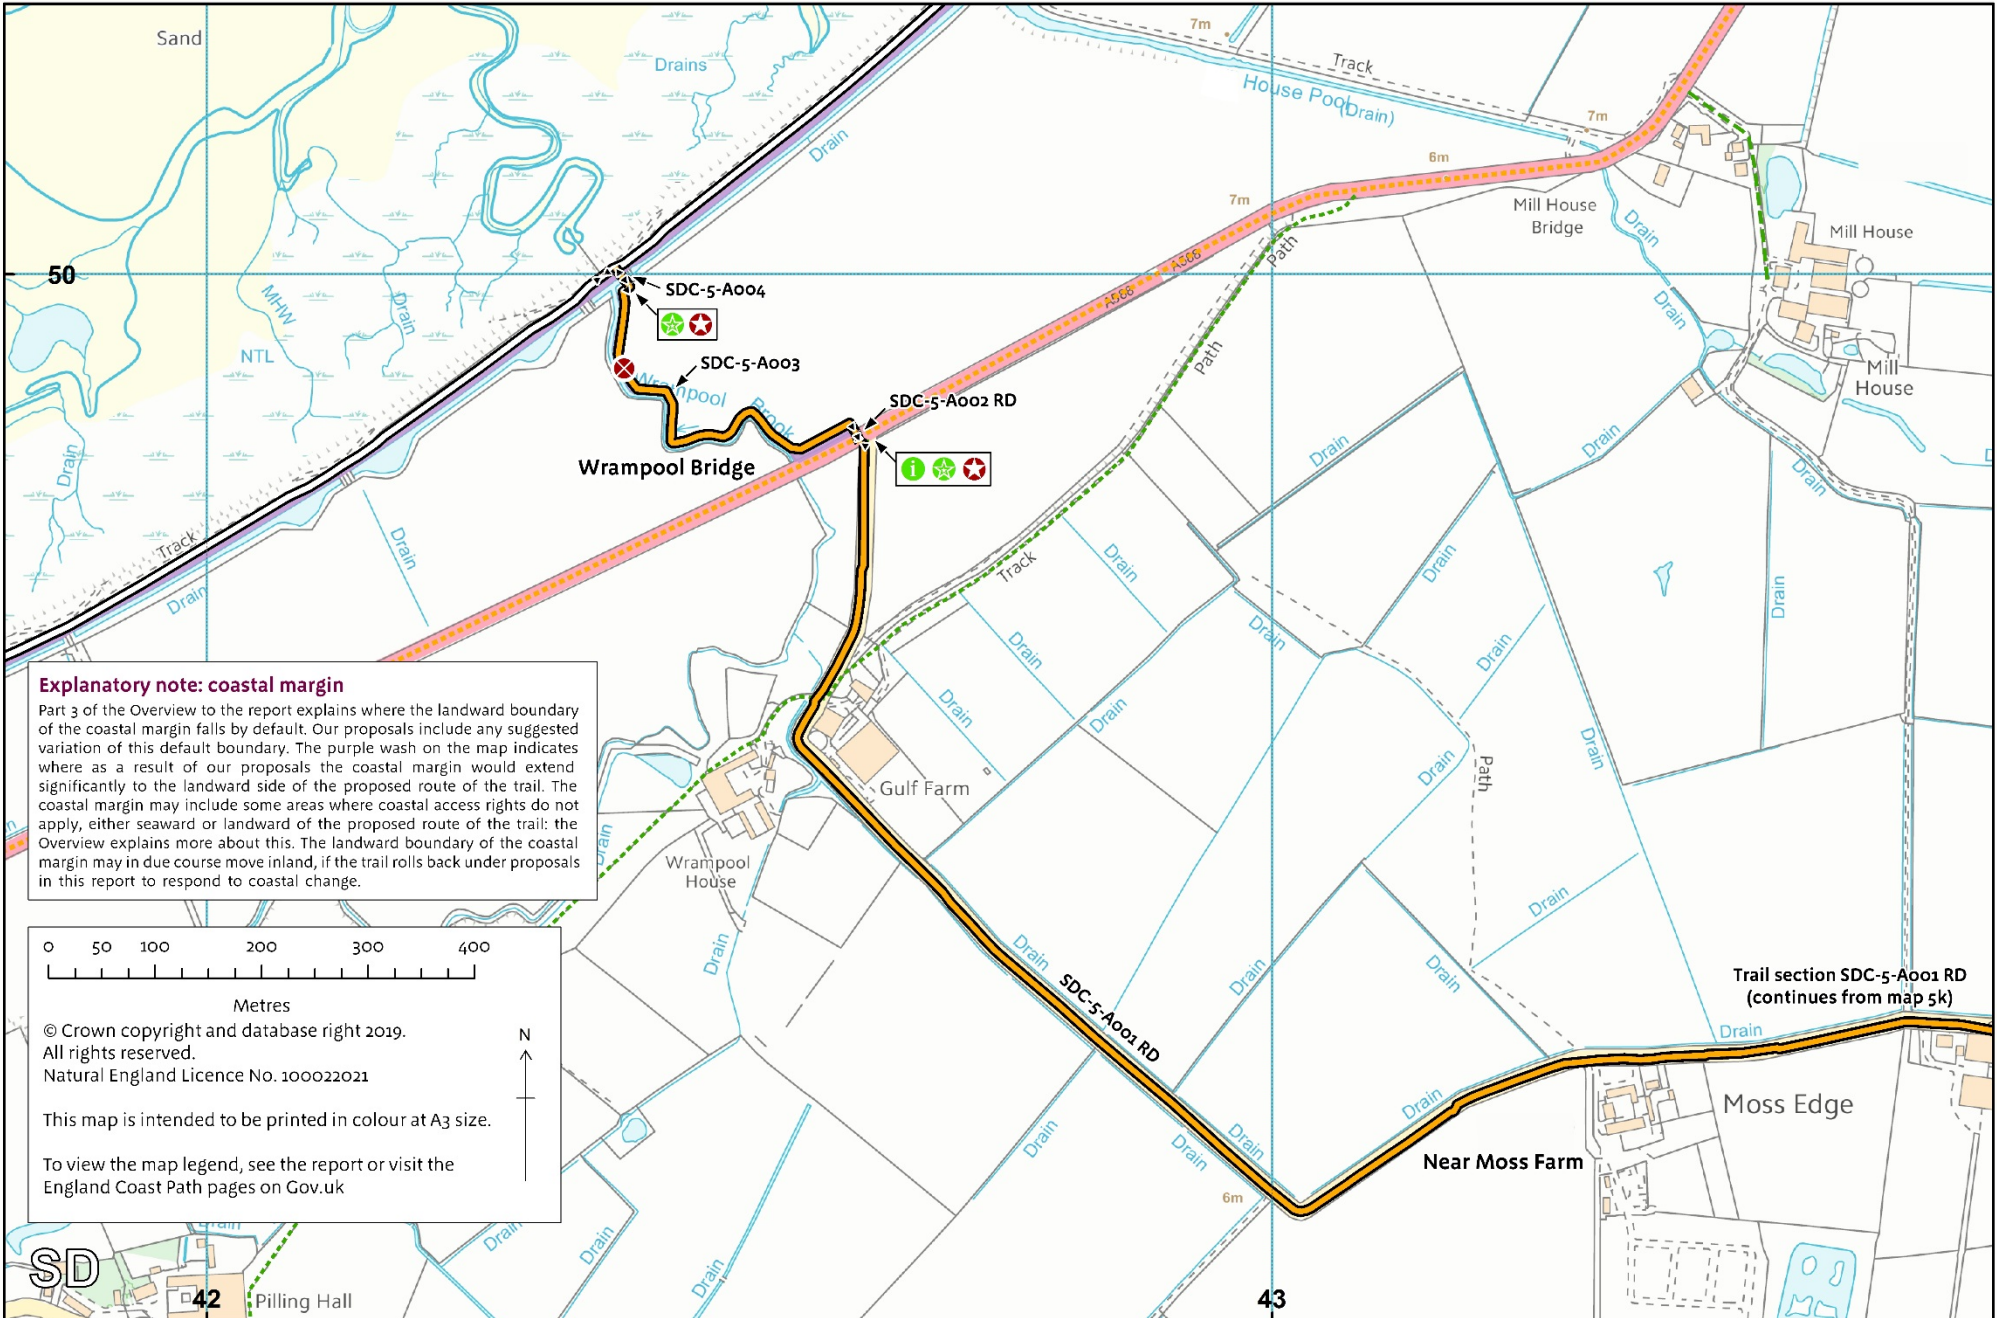 Sand
Drains
7m
Track
House Pool
(Drain)
7m
6m
Drain
7m
Mill House
Bridge
Drain
Mill House
Path
A588
A588
50
SDC-5-A004
MHW
Drain
Drain
NTL
Path
SDC-5-A003
Mill
House
Wrampool
Brook
SDC-5-A002 RD
Wrampool Bridge
Drain
Drain
Drain
Drain
i
Track
Drain
Track
Drain
Drain
Drain
Drain
Drain
Drain
Drain
Drain
Drain
Drain
Drain
Path
Drain
Gulf Farm
Explanatory note: coastal margin
Part 3 of the Overview to the report explains where the landward boundary
of the coastal margin falls by default. Our proposals include any suggested
variation of this default boundary. The purple wash on the map indicates
where as a result of our proposals the coastal margin would extend
significantly to the landward side of the proposed route of the trail. The
coastal margin may include some areas where coastal access rights do not
apply, either seaward or landward of the proposed route of the trail: the
Overview explains more about this. The landward boundary of the coastal
margin may in due course move inland, if the trail rolls back under proposals
in this report to respond to coastal change.
Drain
Wrampool
House
Drain
Drain
Drain
Drain
Drain
SDC-5-A001 RD
Trail section SDC-5-A001 RD
(continues from map 5k)
Drain
0 50 100 200 300 400
Metres
© Crown copyright and database right 2019.
All rights reserved.
Natural England Licence No. 100022021
This map is intended to be printed in colour at A3 size.
To view the map legend, see the report or visit the
England Coast Path pages on Gov.uk
N
Drain
Moss Edge
Drain
Drain
Drain
Near Moss Farm
6m
Drain
Drain
Drain
Drain
SD
42
Pilling Hall
43